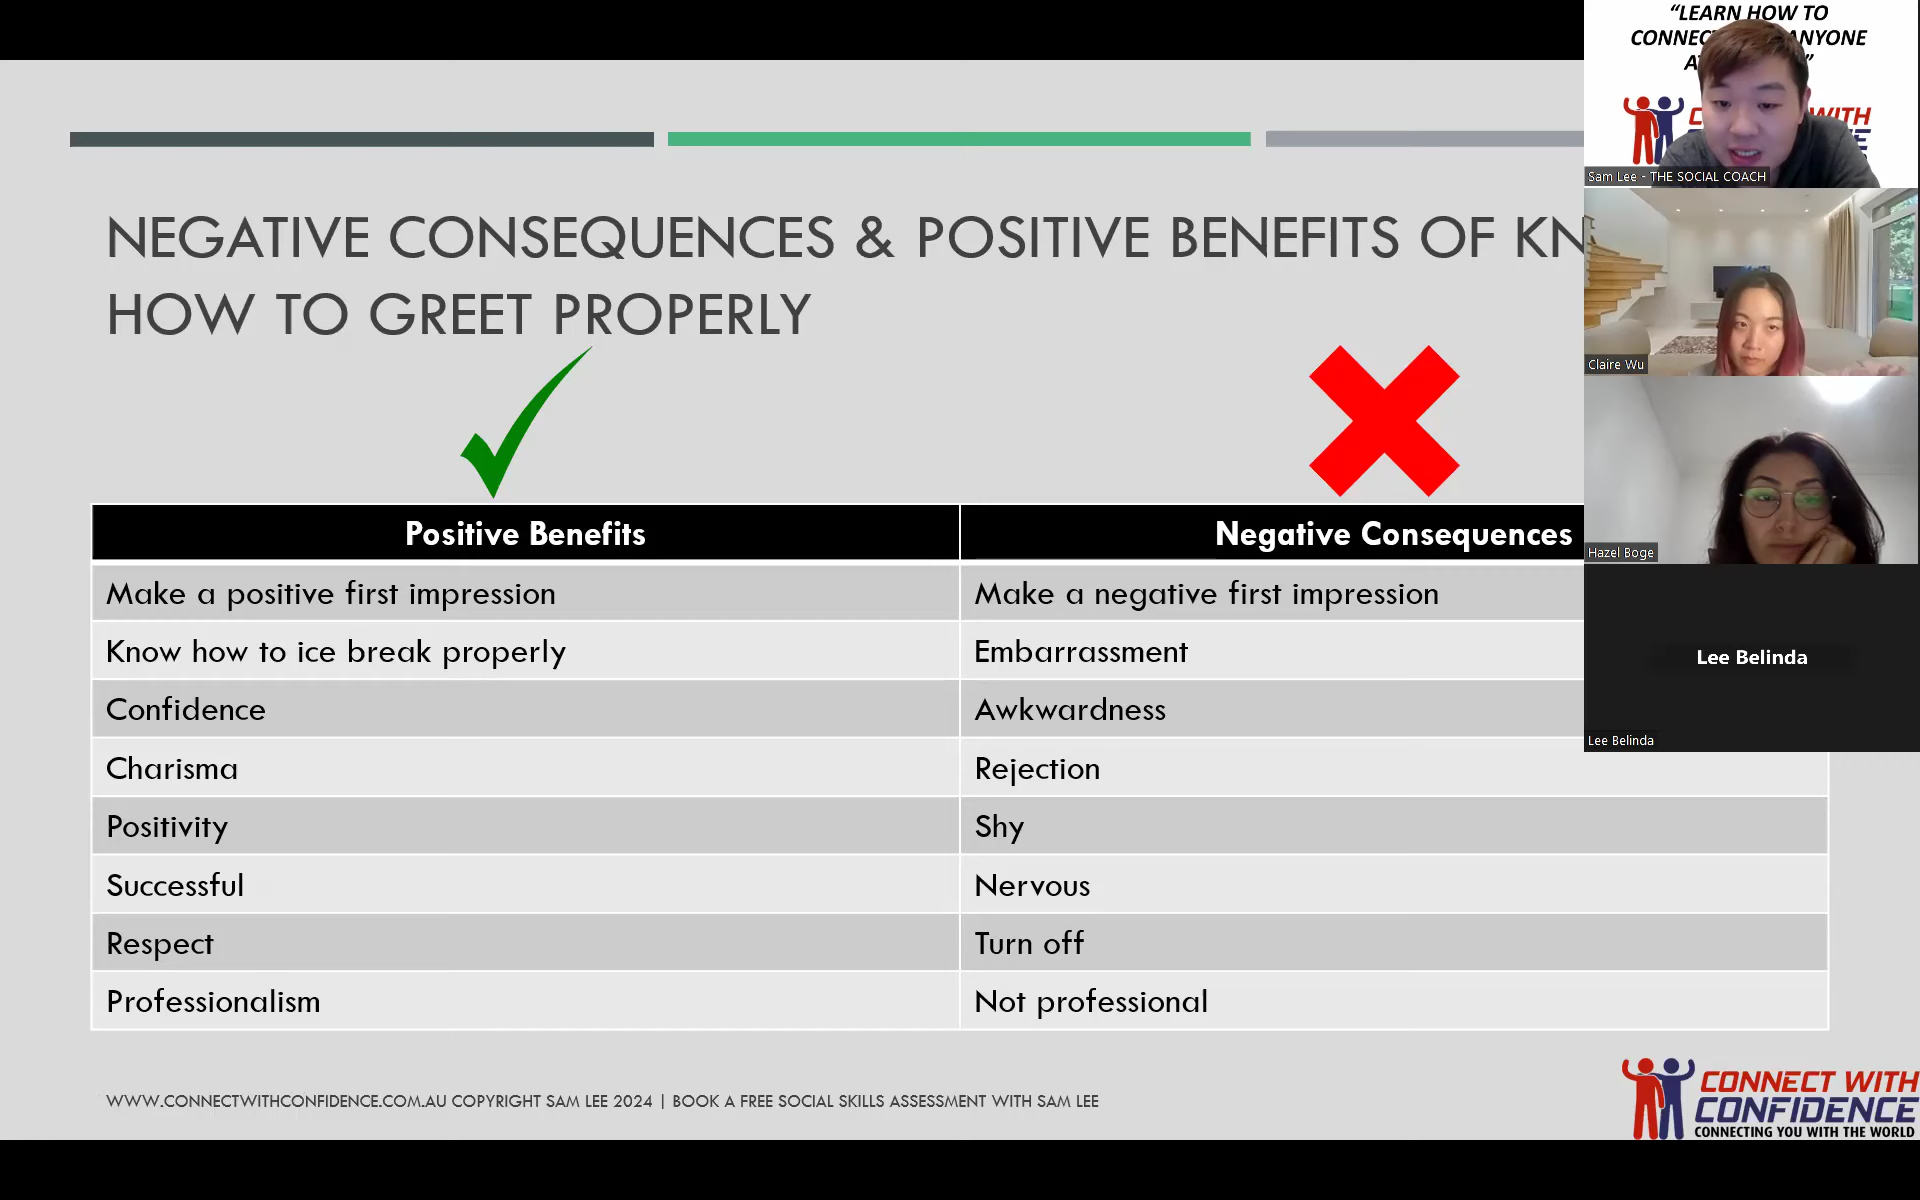 NEGATIVE CONSEQUENCES & POSITIVE BENEFITS OF KN
HOW TO GREET PROPERLY
Positive Benefits
Negative Consequences
Make a positive first impression
Make a negative first impression
Know how to ice break properly
Embarrassment
Confidence
Awkwardness
Charisma
Rejection
Positivity
Shy
Successful
Nervous
Respect
Turn off
Professionalism
Not professional
WWW.CONNECTWITHCONFIDENCE.COM.AU COPYRIGHT SAM LEE 2024 | BOOK A FREE SOCIAL SKILLS ASSESSMENT WITH SAM LEE
CONNECT WITH
CONFIDENCE
CONNECTING YOU WITH THE WORLD
“LEARN HOW TO
CONNEC ANYONE
A ”
C WITH
CE
Sam Lee - THE SOCIAL COACH
Claire Wu
Hazel Boge
Lee Belinda
Lee Belinda